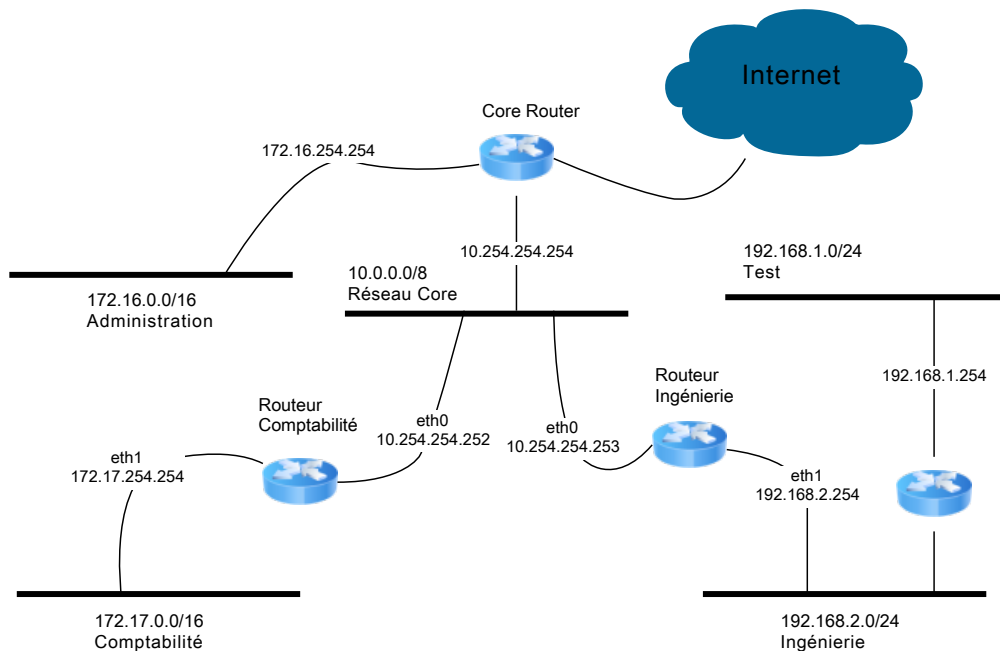 Internet
Core Router
172.16.254.254
10.254.254.254
192.168.1.0/24
Test
10.0.0.0/8
Réseau Core
172.16.0.0/16
Administration
192.168.1.254
Routeur
Ingénierie
Routeur
Comptabilité
eth0
10.254.254.252
eth0
10.254.254.253
eth1
172.17.254.254
eth1
192.168.2.254
172.17.0.0/16
Comptabilité
192.168.2.0/24
Ingénierie